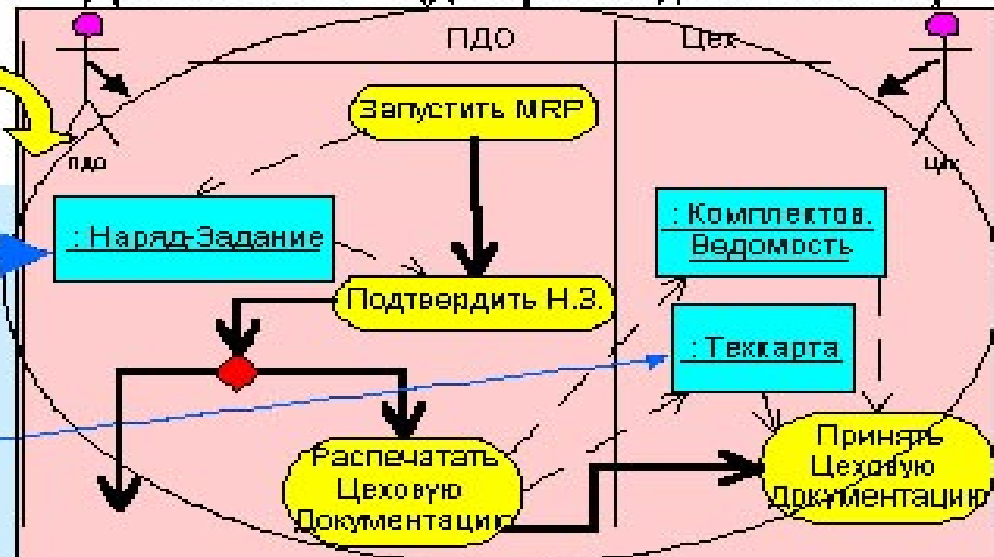 ПДО
Цех
Запустить MRP
пдо
Цех
: Наряд-Задание
: Комплектов.
Ведомость
Подтвердить Н.З.
: Техкарта
Распечатать
Цеховую
Документацию
Принять
Цеховую
Документацию